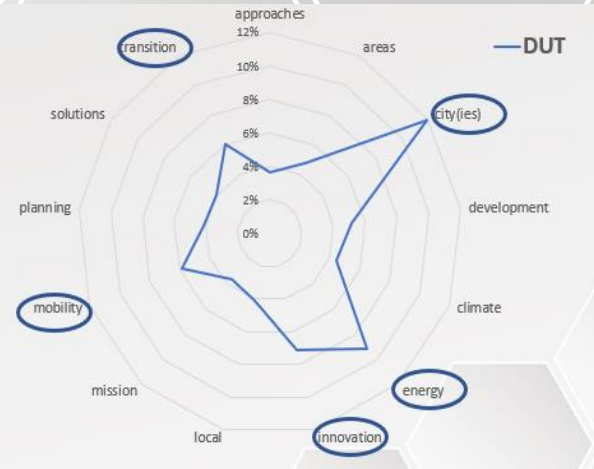 approaches
12%
transition
areas
DUT
10%
solutions
8%
city(ies)
6%
4%
planning
2%
development
0%
mobility
climate
mission
energy
local
innovation